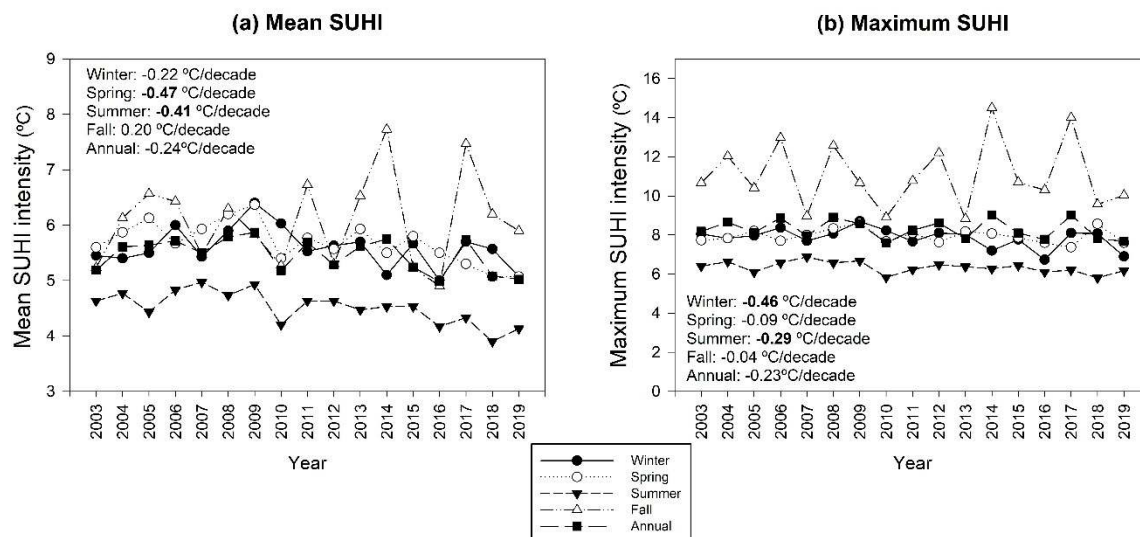 (a) Mean SUHI
Mean SUHI intensity (ºC)
9
8
7
6
5
4
3
Winter: -0.22 ºC/decade
Spring: -0.47 ºC/decade
Summer: -0.41 ºC/decade
Fall: 0.20 ºC/decade
Annual: -0.24ºC/decade
2003 2004 2005 2006 2007 2008 2009 2010 2011 2012 2013 2014 2015 2016 2017 2018 2019
Year
(b) Maximum SUHI
Maximum SUHI intensity (ºC)
16
14
12
10
8
6
4
2
0
Winter: -0.46 ºC/decade
Spring: -0.09 ºC/decade
Summer: -0.29 ºC/decade
Fall: -0.04 ºC/decade
Annual: -0.23ºC/decade
2003 2004 2005 2006 2007 2008 2009 2010 2011 2012 2013 2014 2015 2016 2017 2018 2019
Year
Winter
Spring
Summer
Fall
Annual